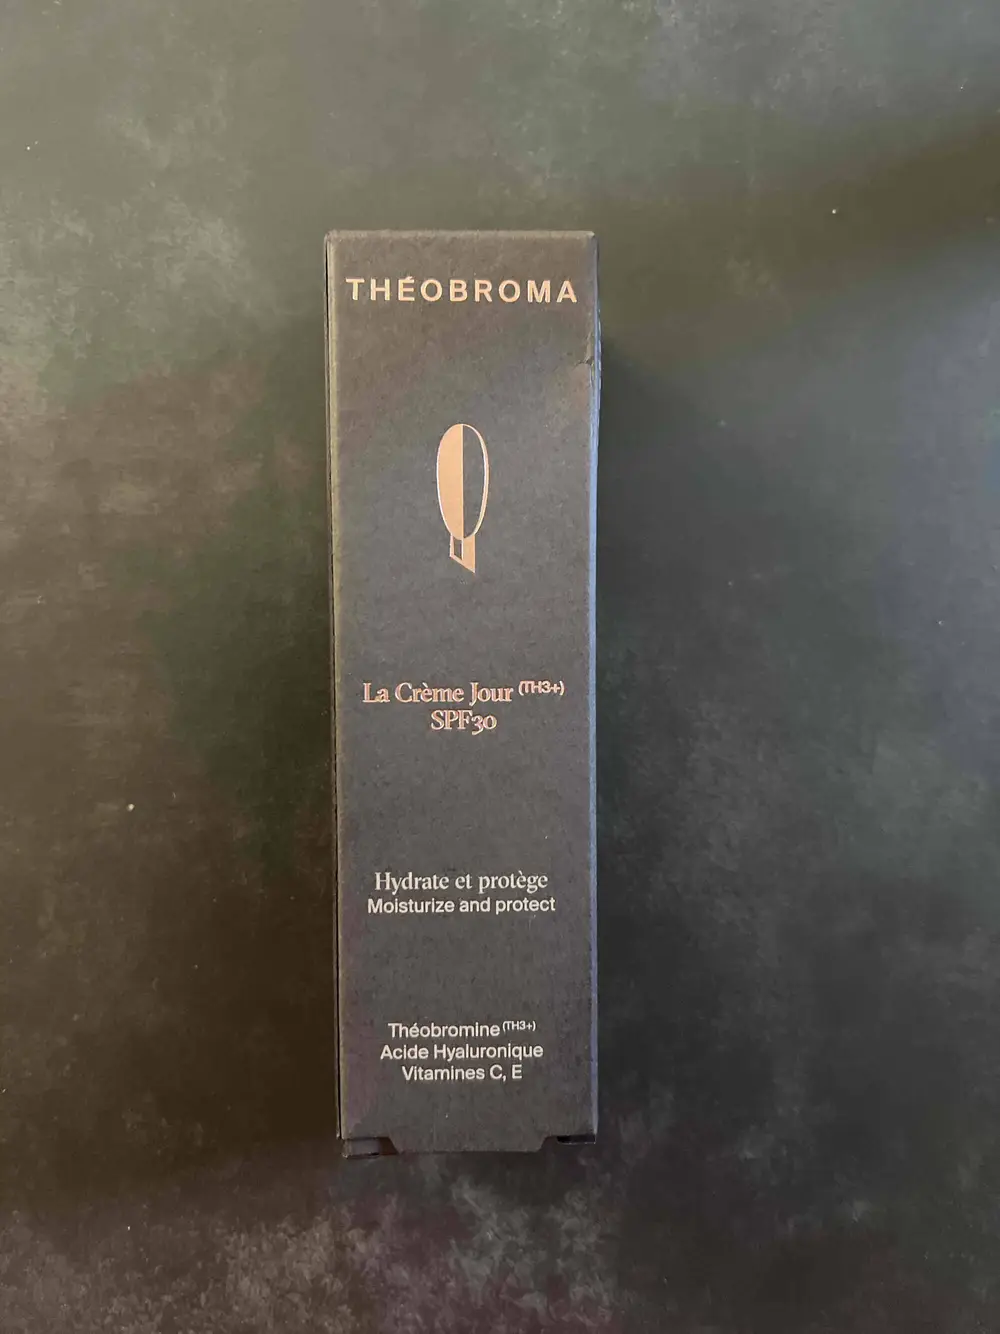 THÉOBROMA
La Crème Jour (TH3+)
SPF30
Hydrate et protège
Moisturize and protect
Théobromine (TH3+)
Acide Hyaluronique
Vitamines C, E